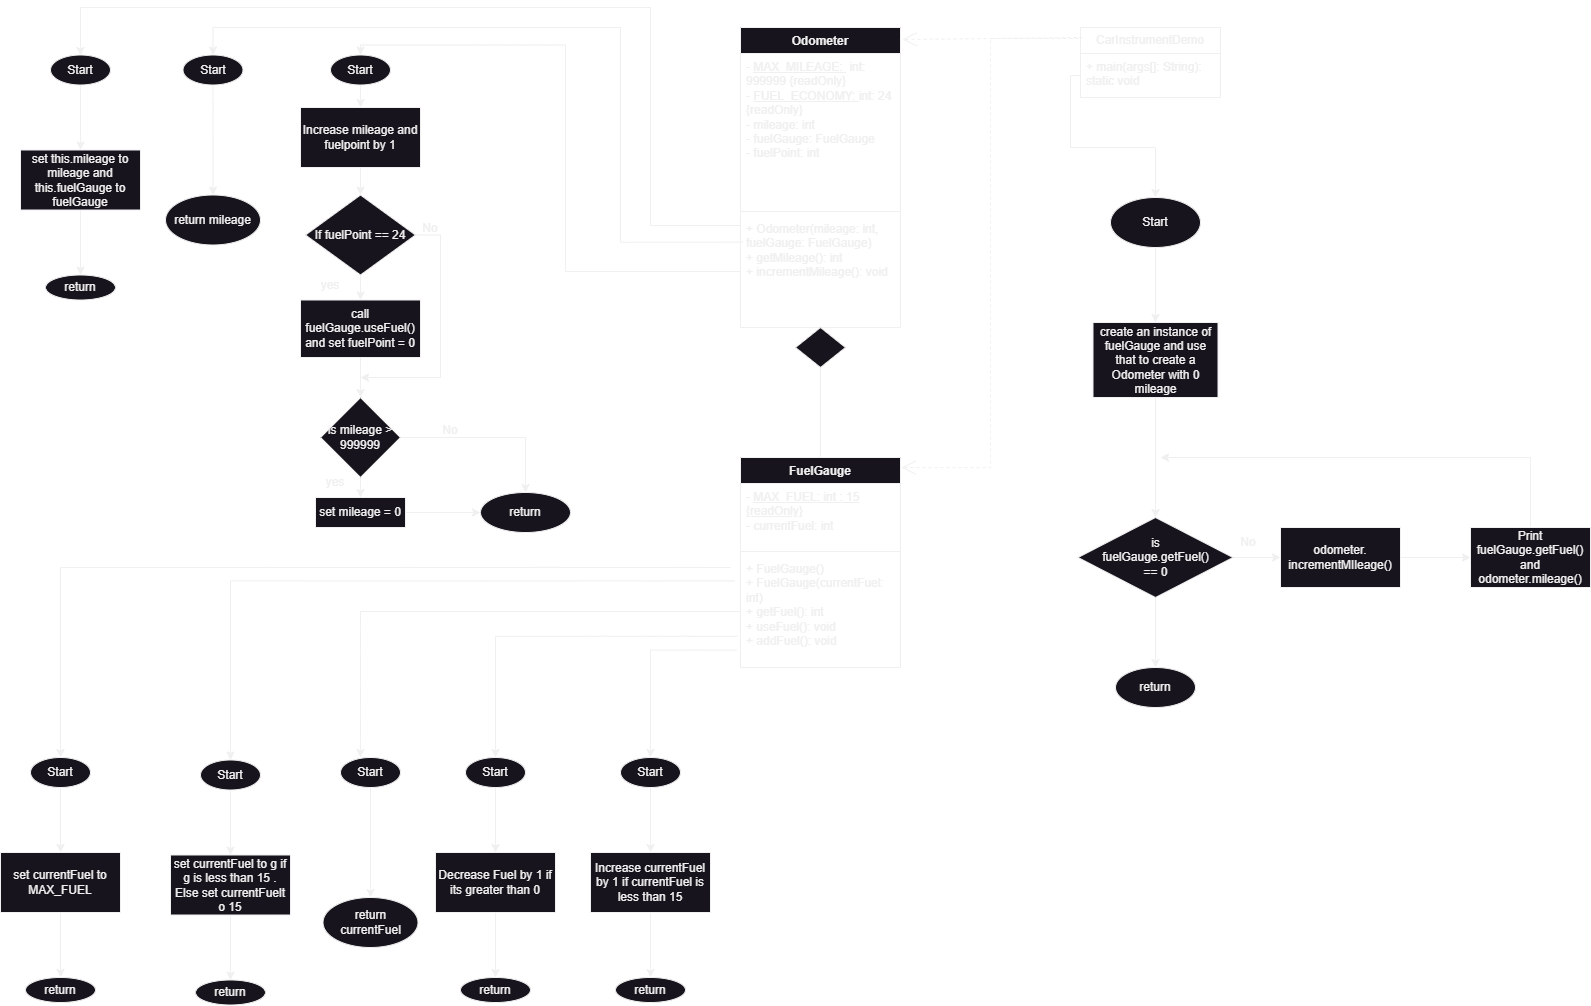 Start
Start
Start
set this.mileage to
mileage and
this.fuelGauge to
fuelGauge
return
return mileage
Increase mileage and
fuelpoint by 1
If fuelPoint == 24
No
yes
call
fuelGauge.useFuel()
and set fuelPoint = 0
is mileage >
999999
No
yes
set mileage = 0
return
Odometer
- MAX_MILEAGE: int:
999999 {readOnly}
- FUEL_ECONOMY: int: 24
{readOnly}
- mileage: int
- fuelGauge: FuelGauge
- fuelPoint: int
+ Odometer(mileage: int,
fuelGauge: FuelGauge)
+ getMileage(): int
+ incrementMileage(): void
FuelGauge
- MAX_FUEL: int : 15
{readOnly}
- currentFuel int
+ FuelGauge()
+ FuelGauge(currentFuel:
int)
+ getFuel(): int
+ useFuel(): void
+ addFuel(): void
CarInstrumentDemo
+ main(args[]: String):
static void
Start
create an instance of
fuelGauge and use
that to create a
Odometer with 0
mileage
is
fuelGauge.getFuel()
== 0
No
odometer.
incrementMIleage()
Print
fuelGauge.getFuel()
and
odometer.mileage()
return
Start
Start
Start
Start
Start
set currentFuel to
MAX_FUEL
set currentFuel to g if
g is less than 15 .
Else set currentFuelt
o 15
return
currentFuel
Decrease Fuel by 1 if
its greater than 0
Increase currentFuel
by 1 if currentFuel is
less than 15
return
return
return
return